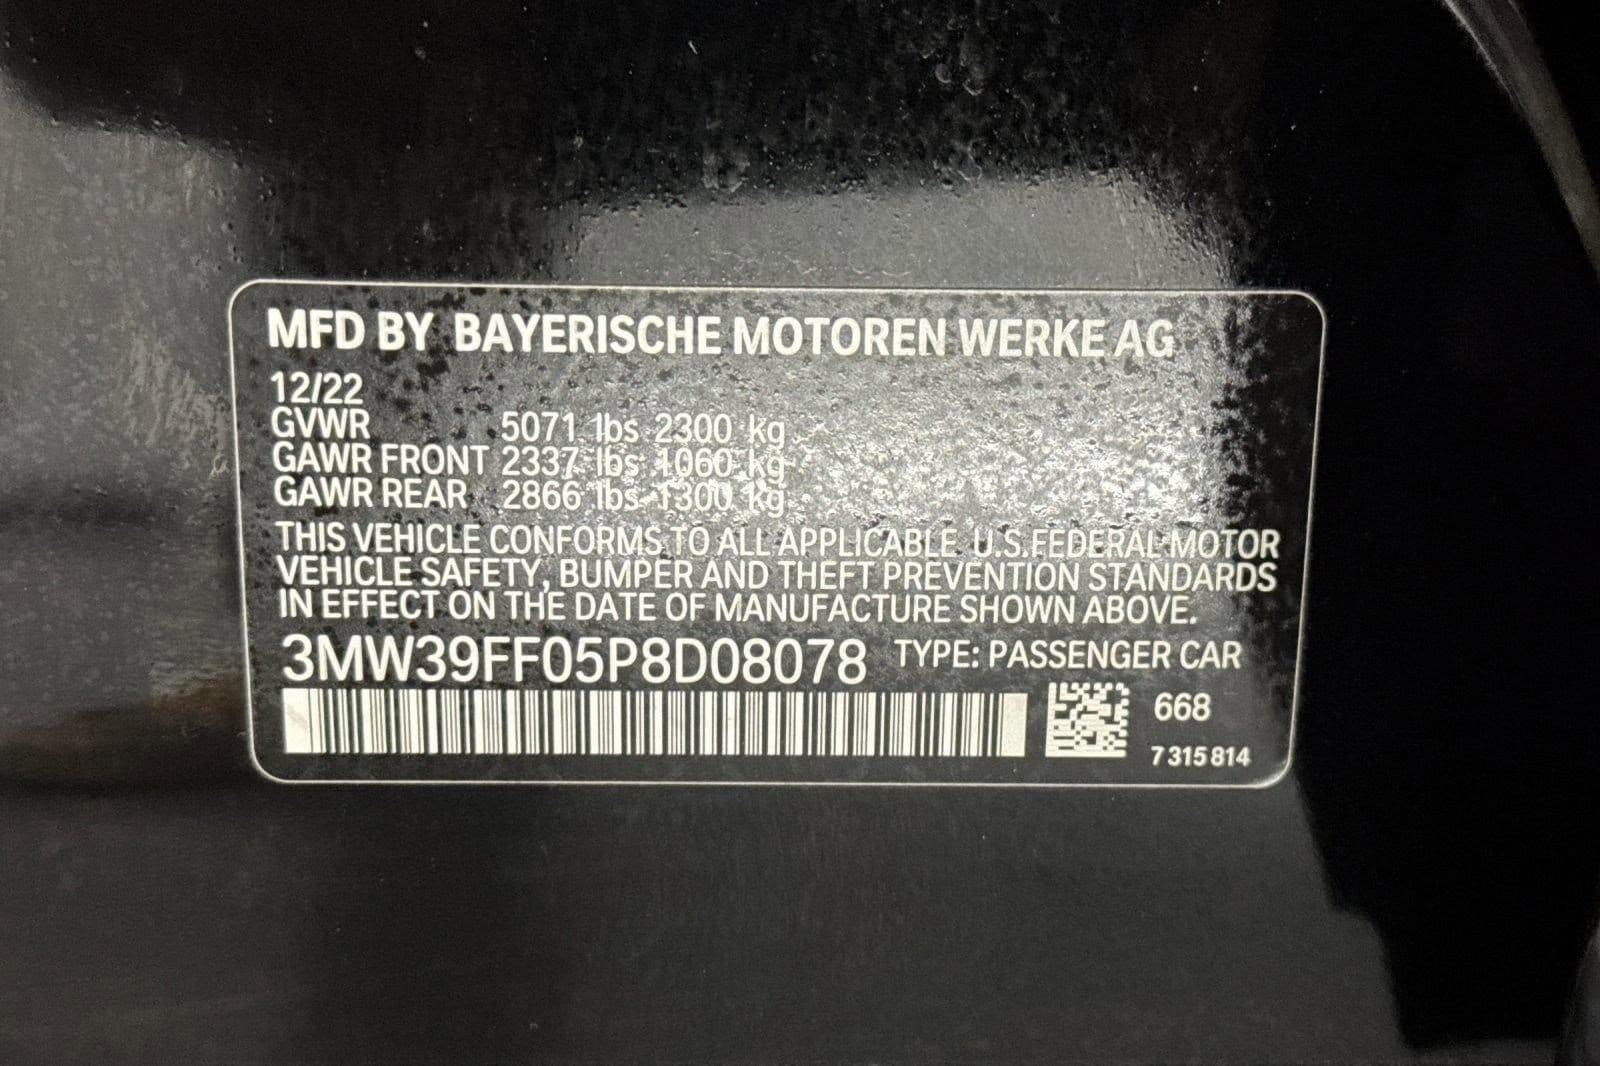 MFD BY BAYERISCHE MOTOREN WERKE AG
12/22
GVWR 5071 lbs 2300 kg
GAWR FRONT 2337 lbs 1060 kg
GAWR REAR 2866 lbs 1300 kg
THIS VEHICLE CONFORMS TO ALL APPLICABLE U.S.FEDERAL MOTOR
VEHICLE SAFETY, BUMPER AND THEFT PREVENTION STANDARDS
IN EFFECT ON THE DATE OF MANUFACTURE SHOWN ABOVE.
3MW39FF05P8D08078 TYPE: PASSENGER CAR
668
7 315 814